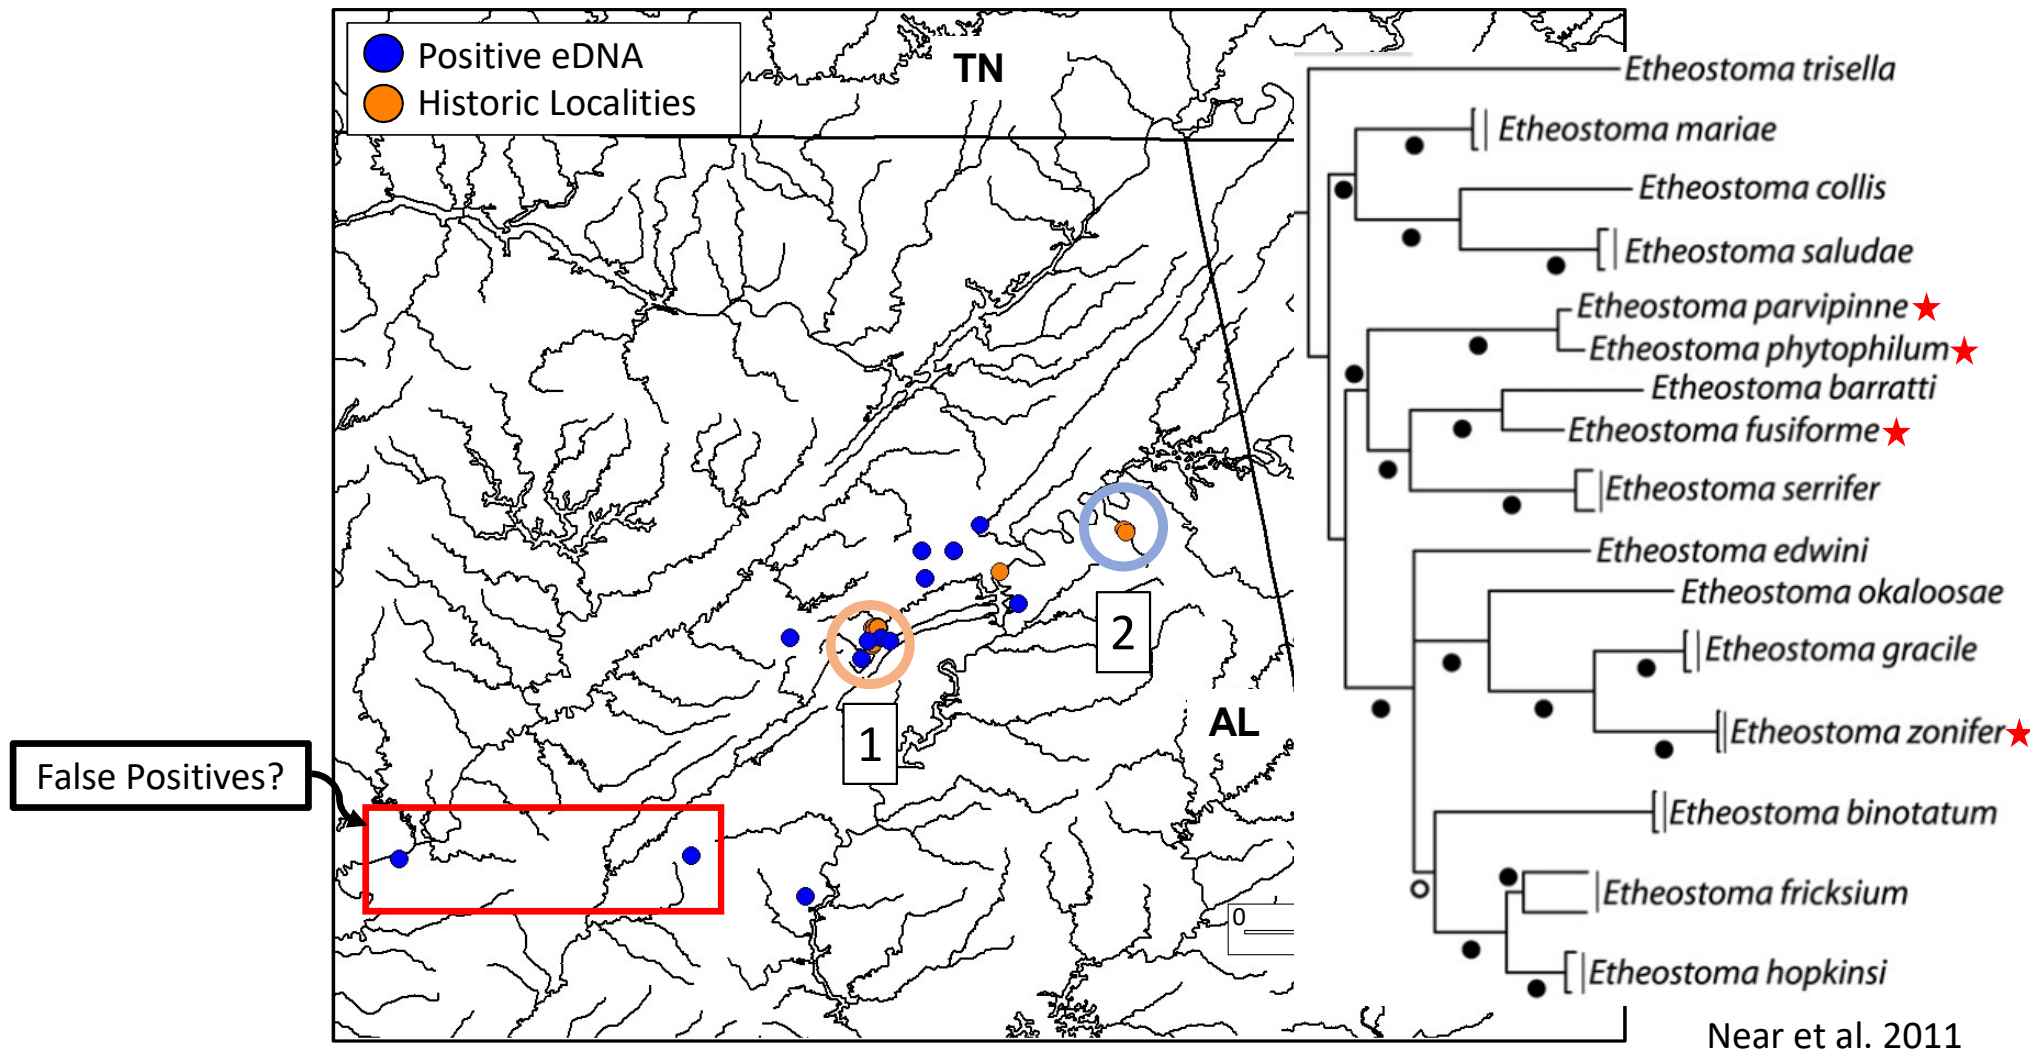 Positive eDNA
Historic Localities
TN
AL
1
2
0
False Positives?
Etheostoma trisella
Etheostoma mariae
Etheostoma collis
Etheostoma saludae
Etheostoma parvipinne
Etheostoma phytophilum
Etheostoma barratti
Etheostoma fusiforme
Etheostoma serrifer
Etheostoma edwini
Etheostoma okaloosae
Etheostoma gracile
Etheostoma zonifer
Etheostoma binotatum
Etheostoma fricksium
Etheostoma hopkinsi
Near et al. 2011